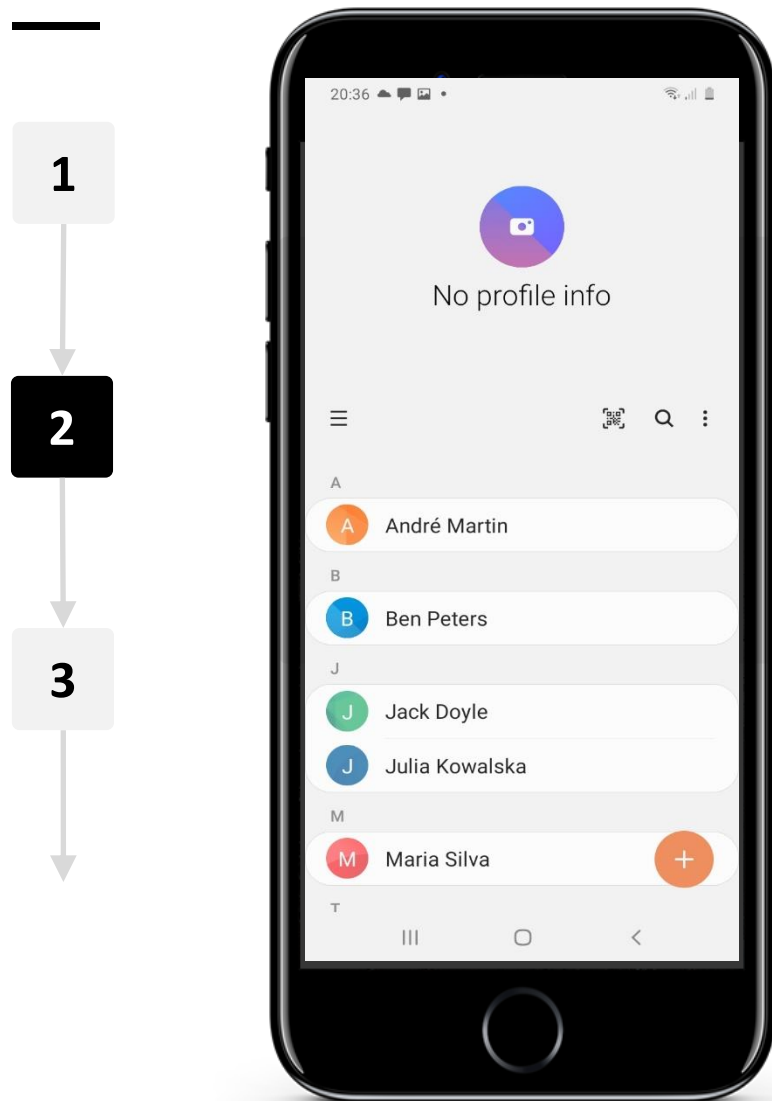 1
2
3
20:36
No profile info
A
A André Martin
B
B Ben Peters
J
J Jack Doyle
J Julia Kowalska
M
M Maria Silva
T